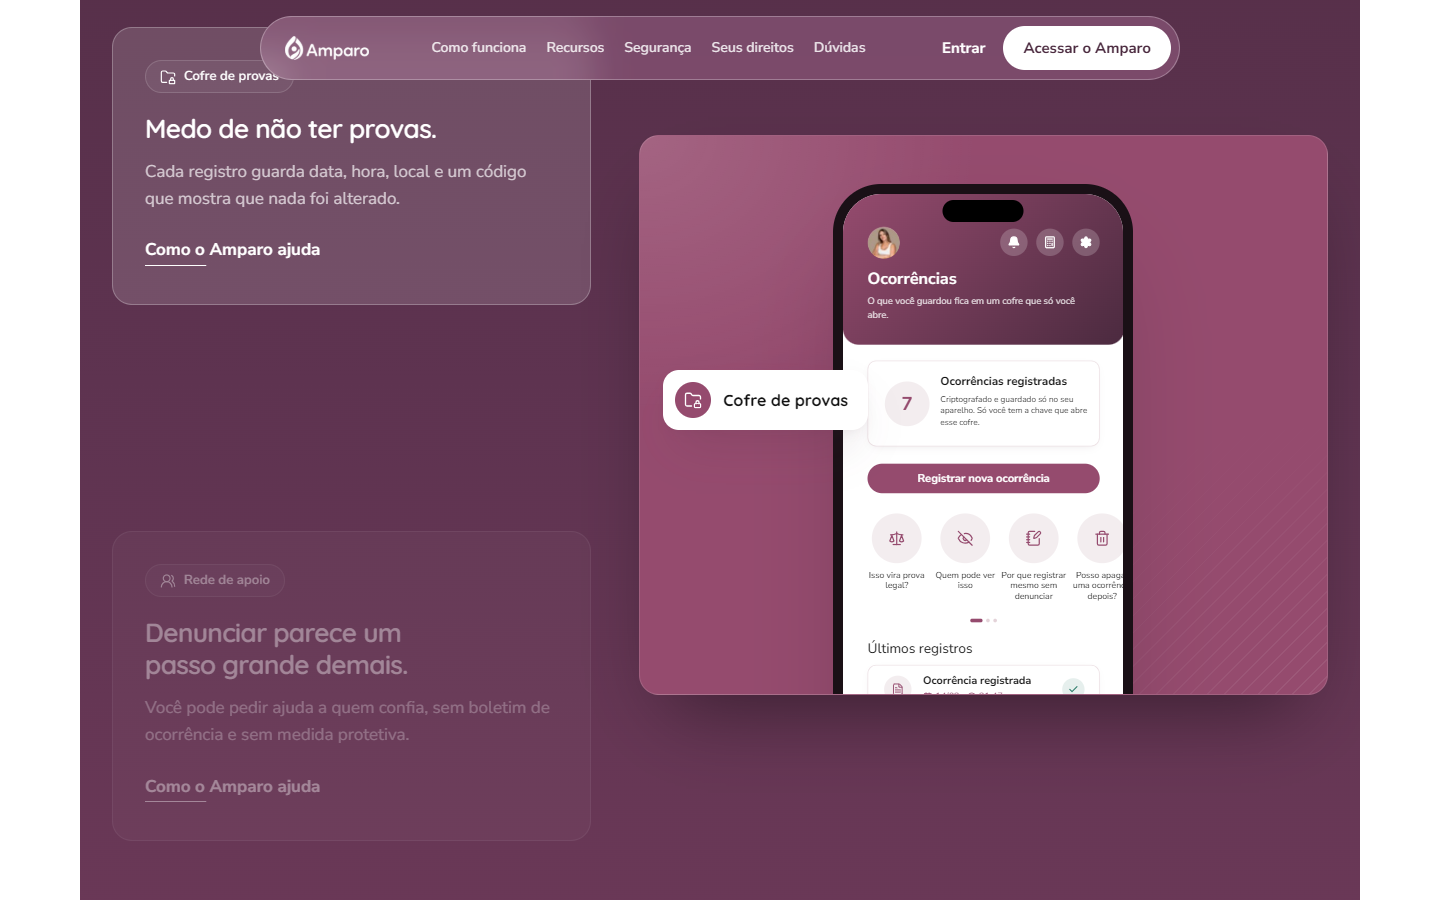 Amparo
Como funciona
Recursos
Segurança
Seus direitos
Dúvidas
Entrar
Acessar o Amparo
Cofre de provas
Medo de não ter provas.
Cada registro guarda data, hora, local e um código
que mostra que nada foi alterado.
Como o Amparo ajuda
Rede de apoio
Denunciar parece um
passo grande demais.
Você pode pedir ajuda a quem confia, sem boletim de
ocorrência e sem medida protetiva.
Como o Amparo ajuda
Cofre de provas
Ocorrências
O que você guardou fica em um cofre que só você
abre.
7
Ocorrências registradas
Criptografado e guardado só no seu
aparelho. Só você tem a chave que abre
esse cofre.
Registrar nova ocorrência
Isso vira prova
legal?
Quem pode ver
isso
Por que registrar
mesmo sem
denunciar
Posso apaga
uma ocorrên
depois?
Últimos registros
Ocorrência registrada